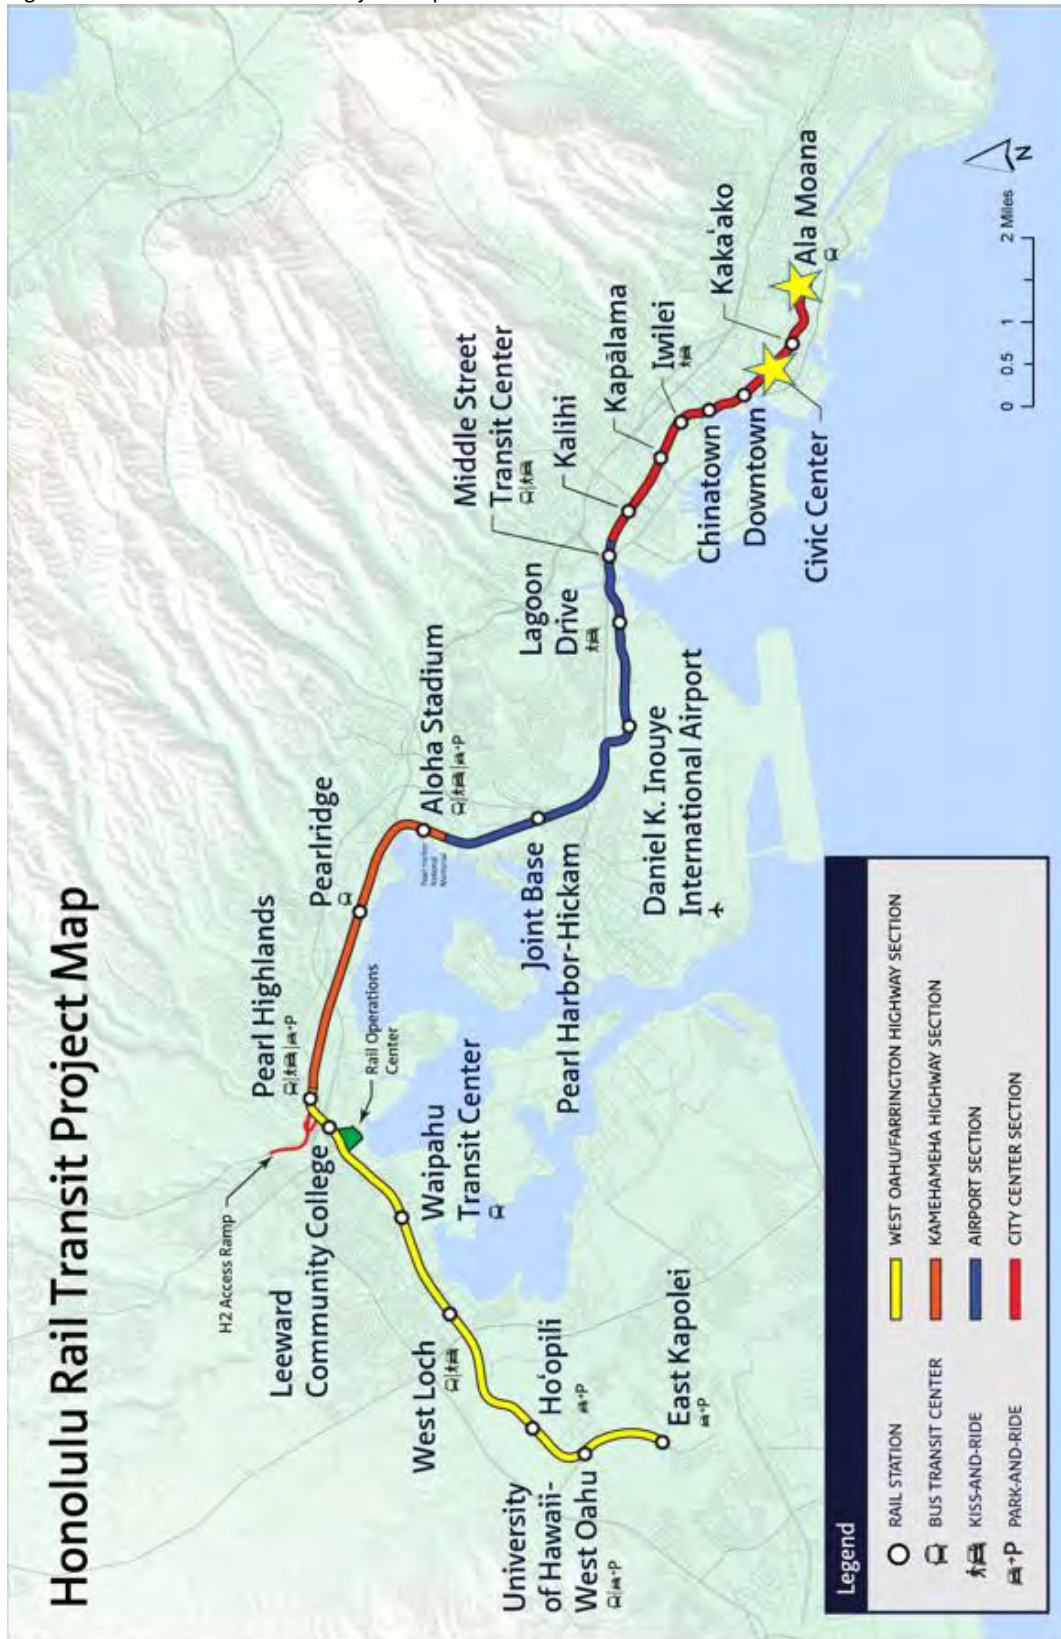 Honolulu Rail Transit Project Map
H2 Access Ramp
Pearl Highlands
+P
Pearlridge
Aloha Stadium
+P
Middle Street
Transit Center
Kalihi
Kapālama
Iwilei
Kaka'ako
Ala Moana
Leeward
Community College
Rail Operations
Center
Waipahu
Transit Center
West Loch
Ho'opili
+P
University
of Hawaii-
West Oahu
+P
East Kapolei
+P
Joint Base
Pearl Harbor-Hickam
Daniel K. Inouye
International Airport
Lagoon
Drive
Chinatown
Downtown
Civic Center
N
0 0.5 1 2 Miles
Legend
RAIL STATION
BUS TRANSIT CENTER
KISS-AND-RIDE
+P PARK-AND-RIDE
WEST OAHU/FARRINGTON HIGHWAY SECTION
KAMEHAMEHA HIGHWAY SECTION
AIRPORT SECTION
CITY CENTER SECTION